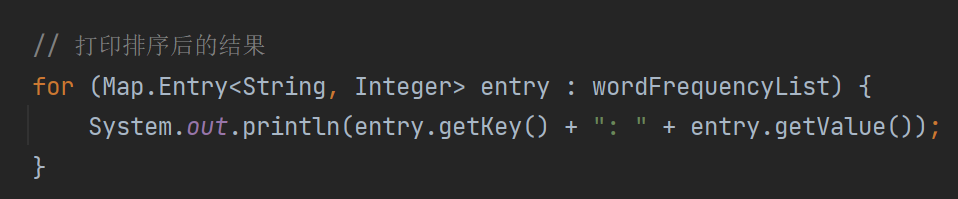 // 打印排序后的结果
for (Map.Entry<String, Integer> entry : wordFrequencyList) {
    System.out.println(entry.getKey() + ": " + entry.getValue());
}